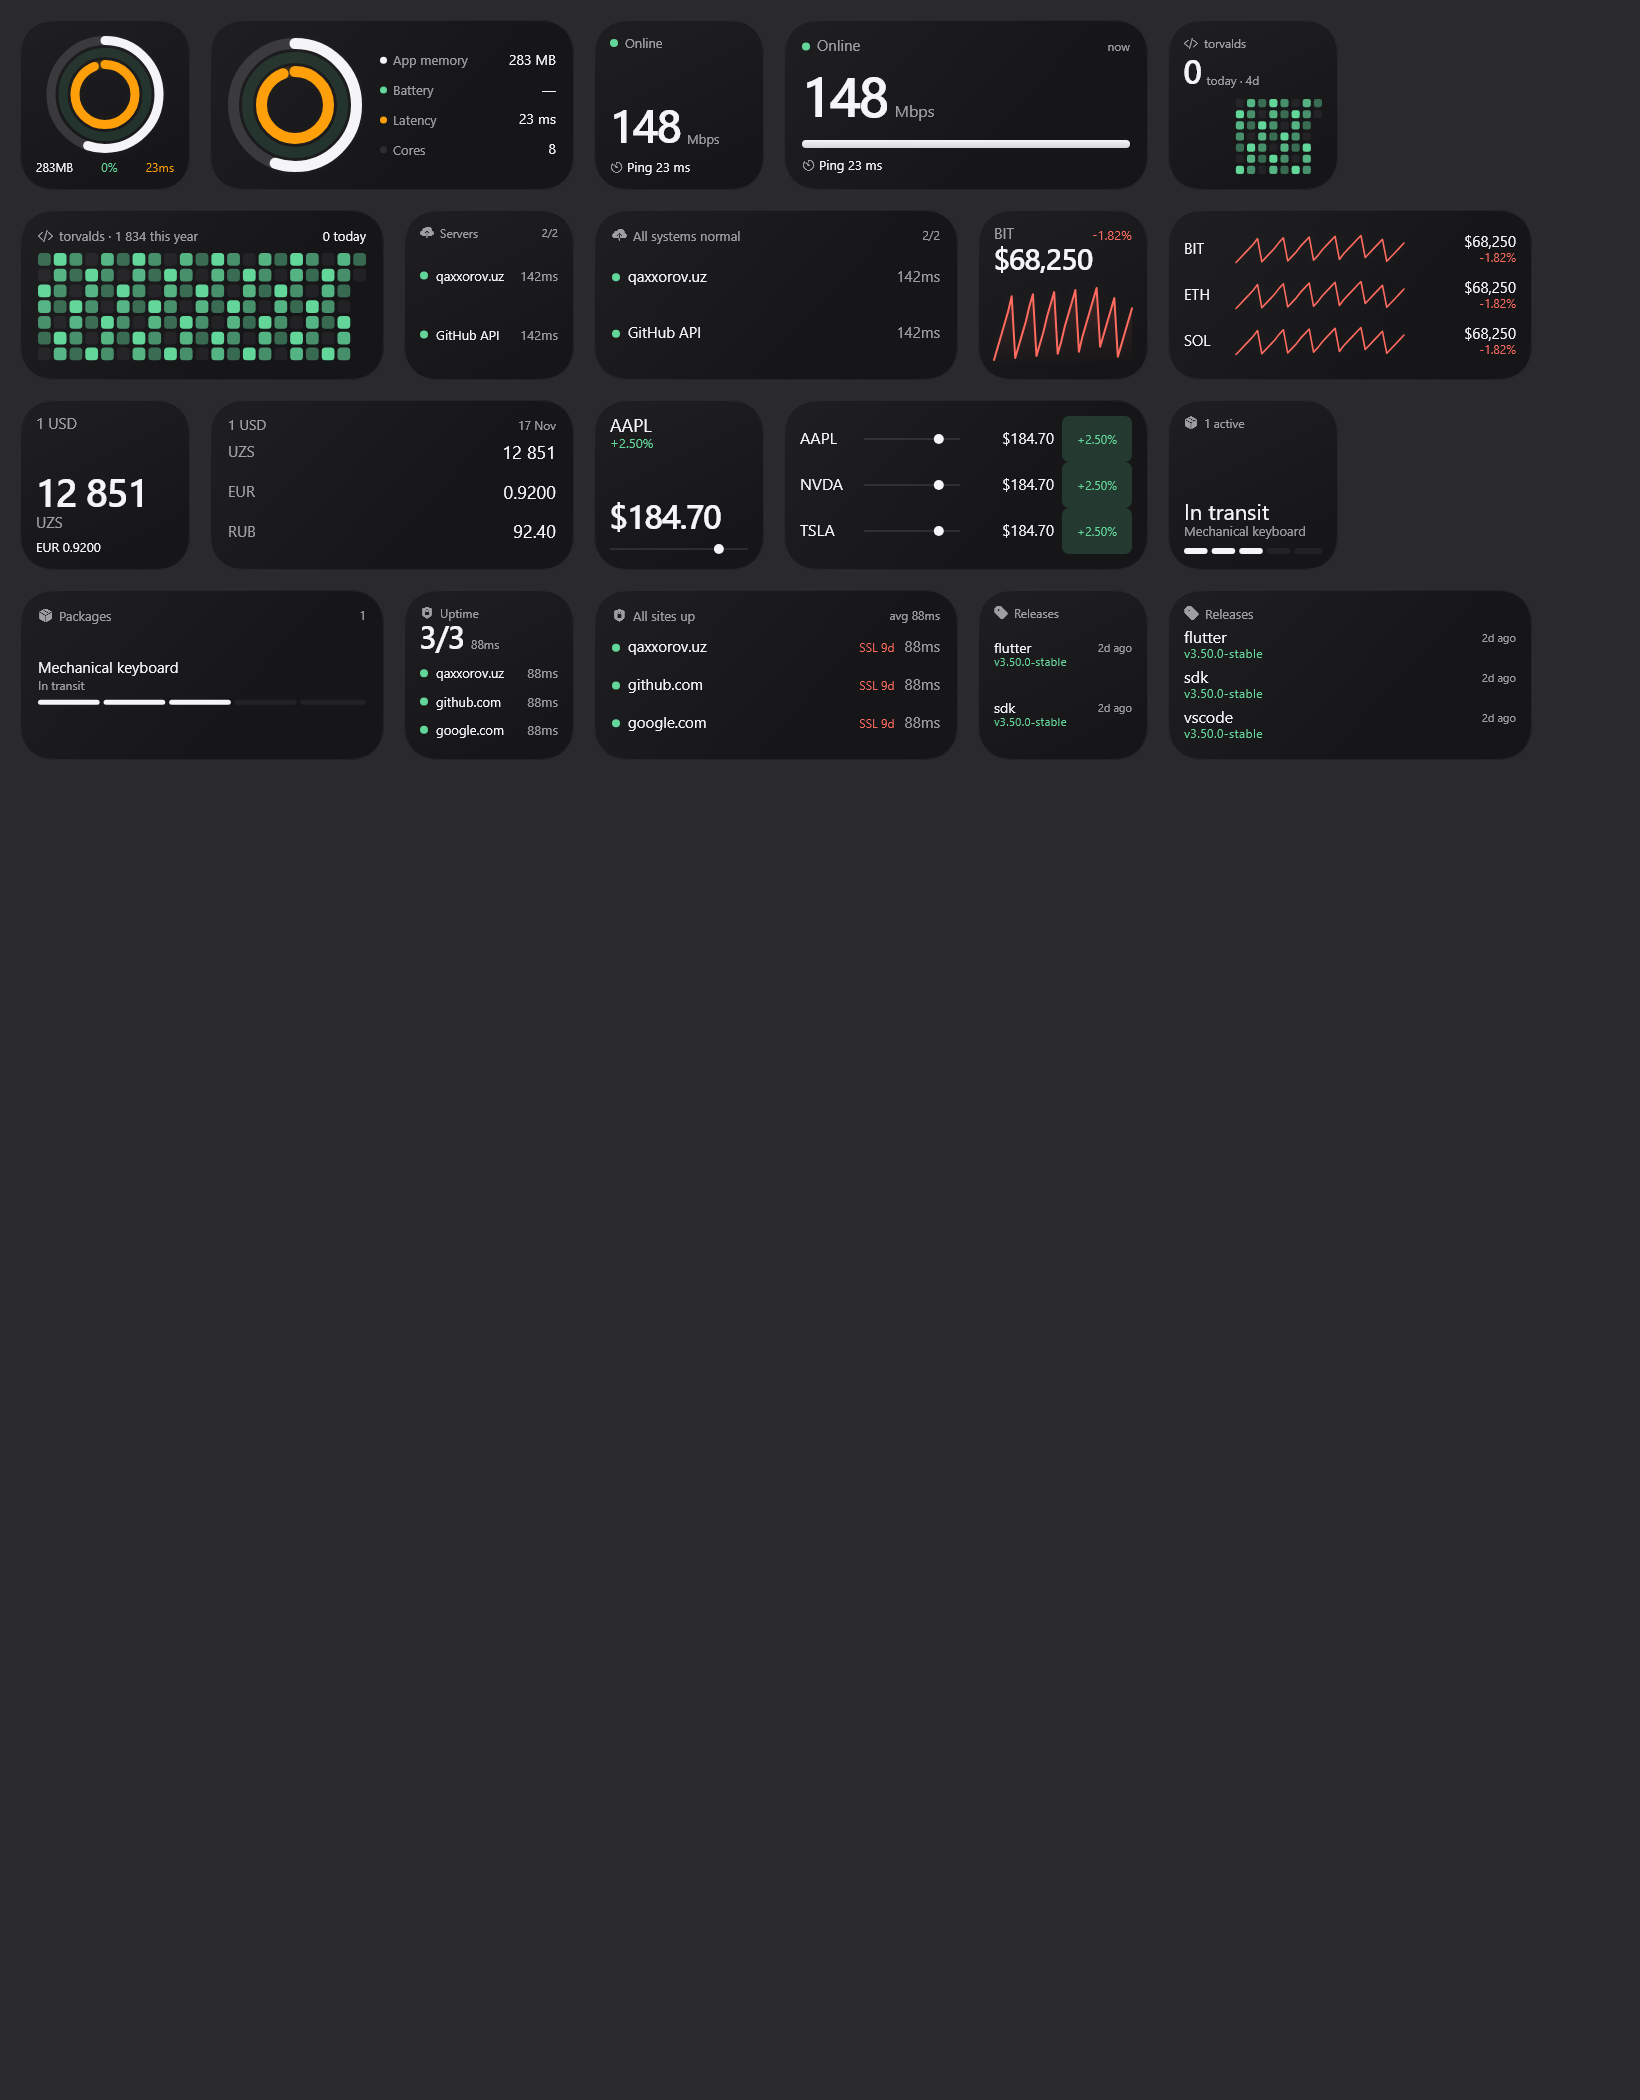 283MB 0% 23ms
App memory 283 MB
Battery —
Latency 23 ms
Cores 8
Online
148 Mbps
Ping 23 ms
Online now
148 Mbps
Ping 23 ms
torvalds
0 today · 4d
torvalds · 1 834 this year 0 today
Servers 2/2
qaxxorov.uz 142ms
GitHub API 142ms
All systems normal 2/2
qaxxorov.uz 142ms
GitHub API 142ms
BIT -1.82%
$68,250
BIT $68,250
-1.82%
ETH $68,250
-1.82%
SOL $68,250
-1.82%
1 USD
12 851
UZS
EUR 0.9200
1 USD 17 Nov
UZS 12 851
EUR 0.9200
RUB 92.40
AAPL
+2.50%
$184.70
AAPL $184.70 +2.50%
NVDA $184.70 +2.50%
TSLA $184.70 +2.50%
1 active
In transit
Mechanical keyboard
Packages 1
Mechanical keyboard
In transit
Uptime
3/3 88ms
qaxxorov.uz 88ms
github.com 88ms
google.com 88ms
All sites up avg 88ms
qaxxorov.uz SSL 9d 88ms
github.com SSL 9d 88ms
google.com SSL 9d 88ms
Releases
flutter 2d ago
v3.50.0-stable
sdk 2d ago
v3.50.0-stable
Releases
flutter 2d ago
v3.50.0-stable
sdk 2d ago
v3.50.0-stable
vscode 2d ago
v3.50.0-stable